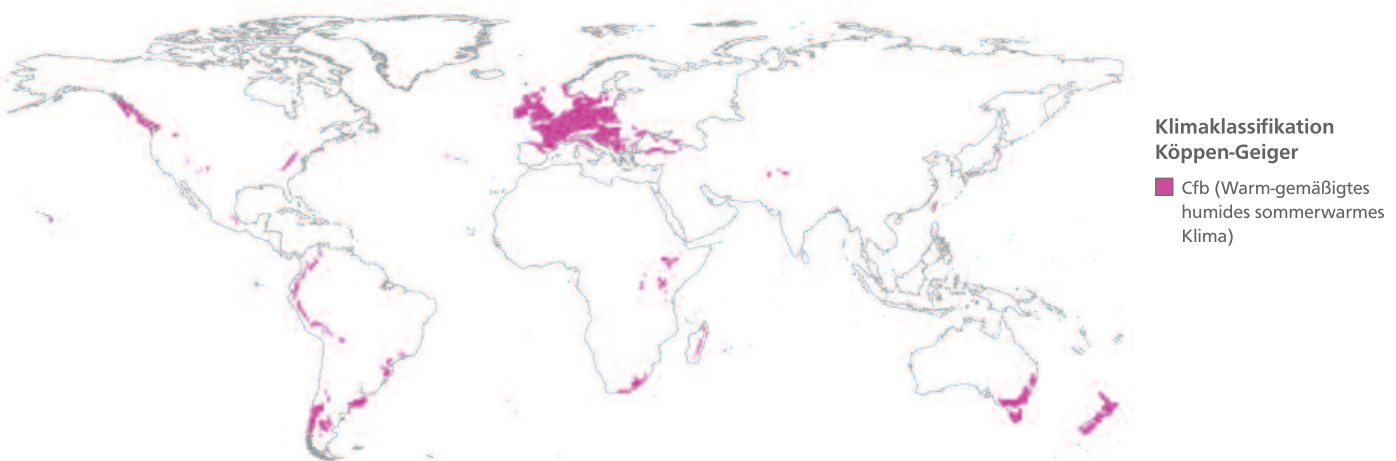 Klimaklassifikation
Köppen-Geiger
Cfb (Warm-gemäßigtes
humides sommerwarmes
Klima)